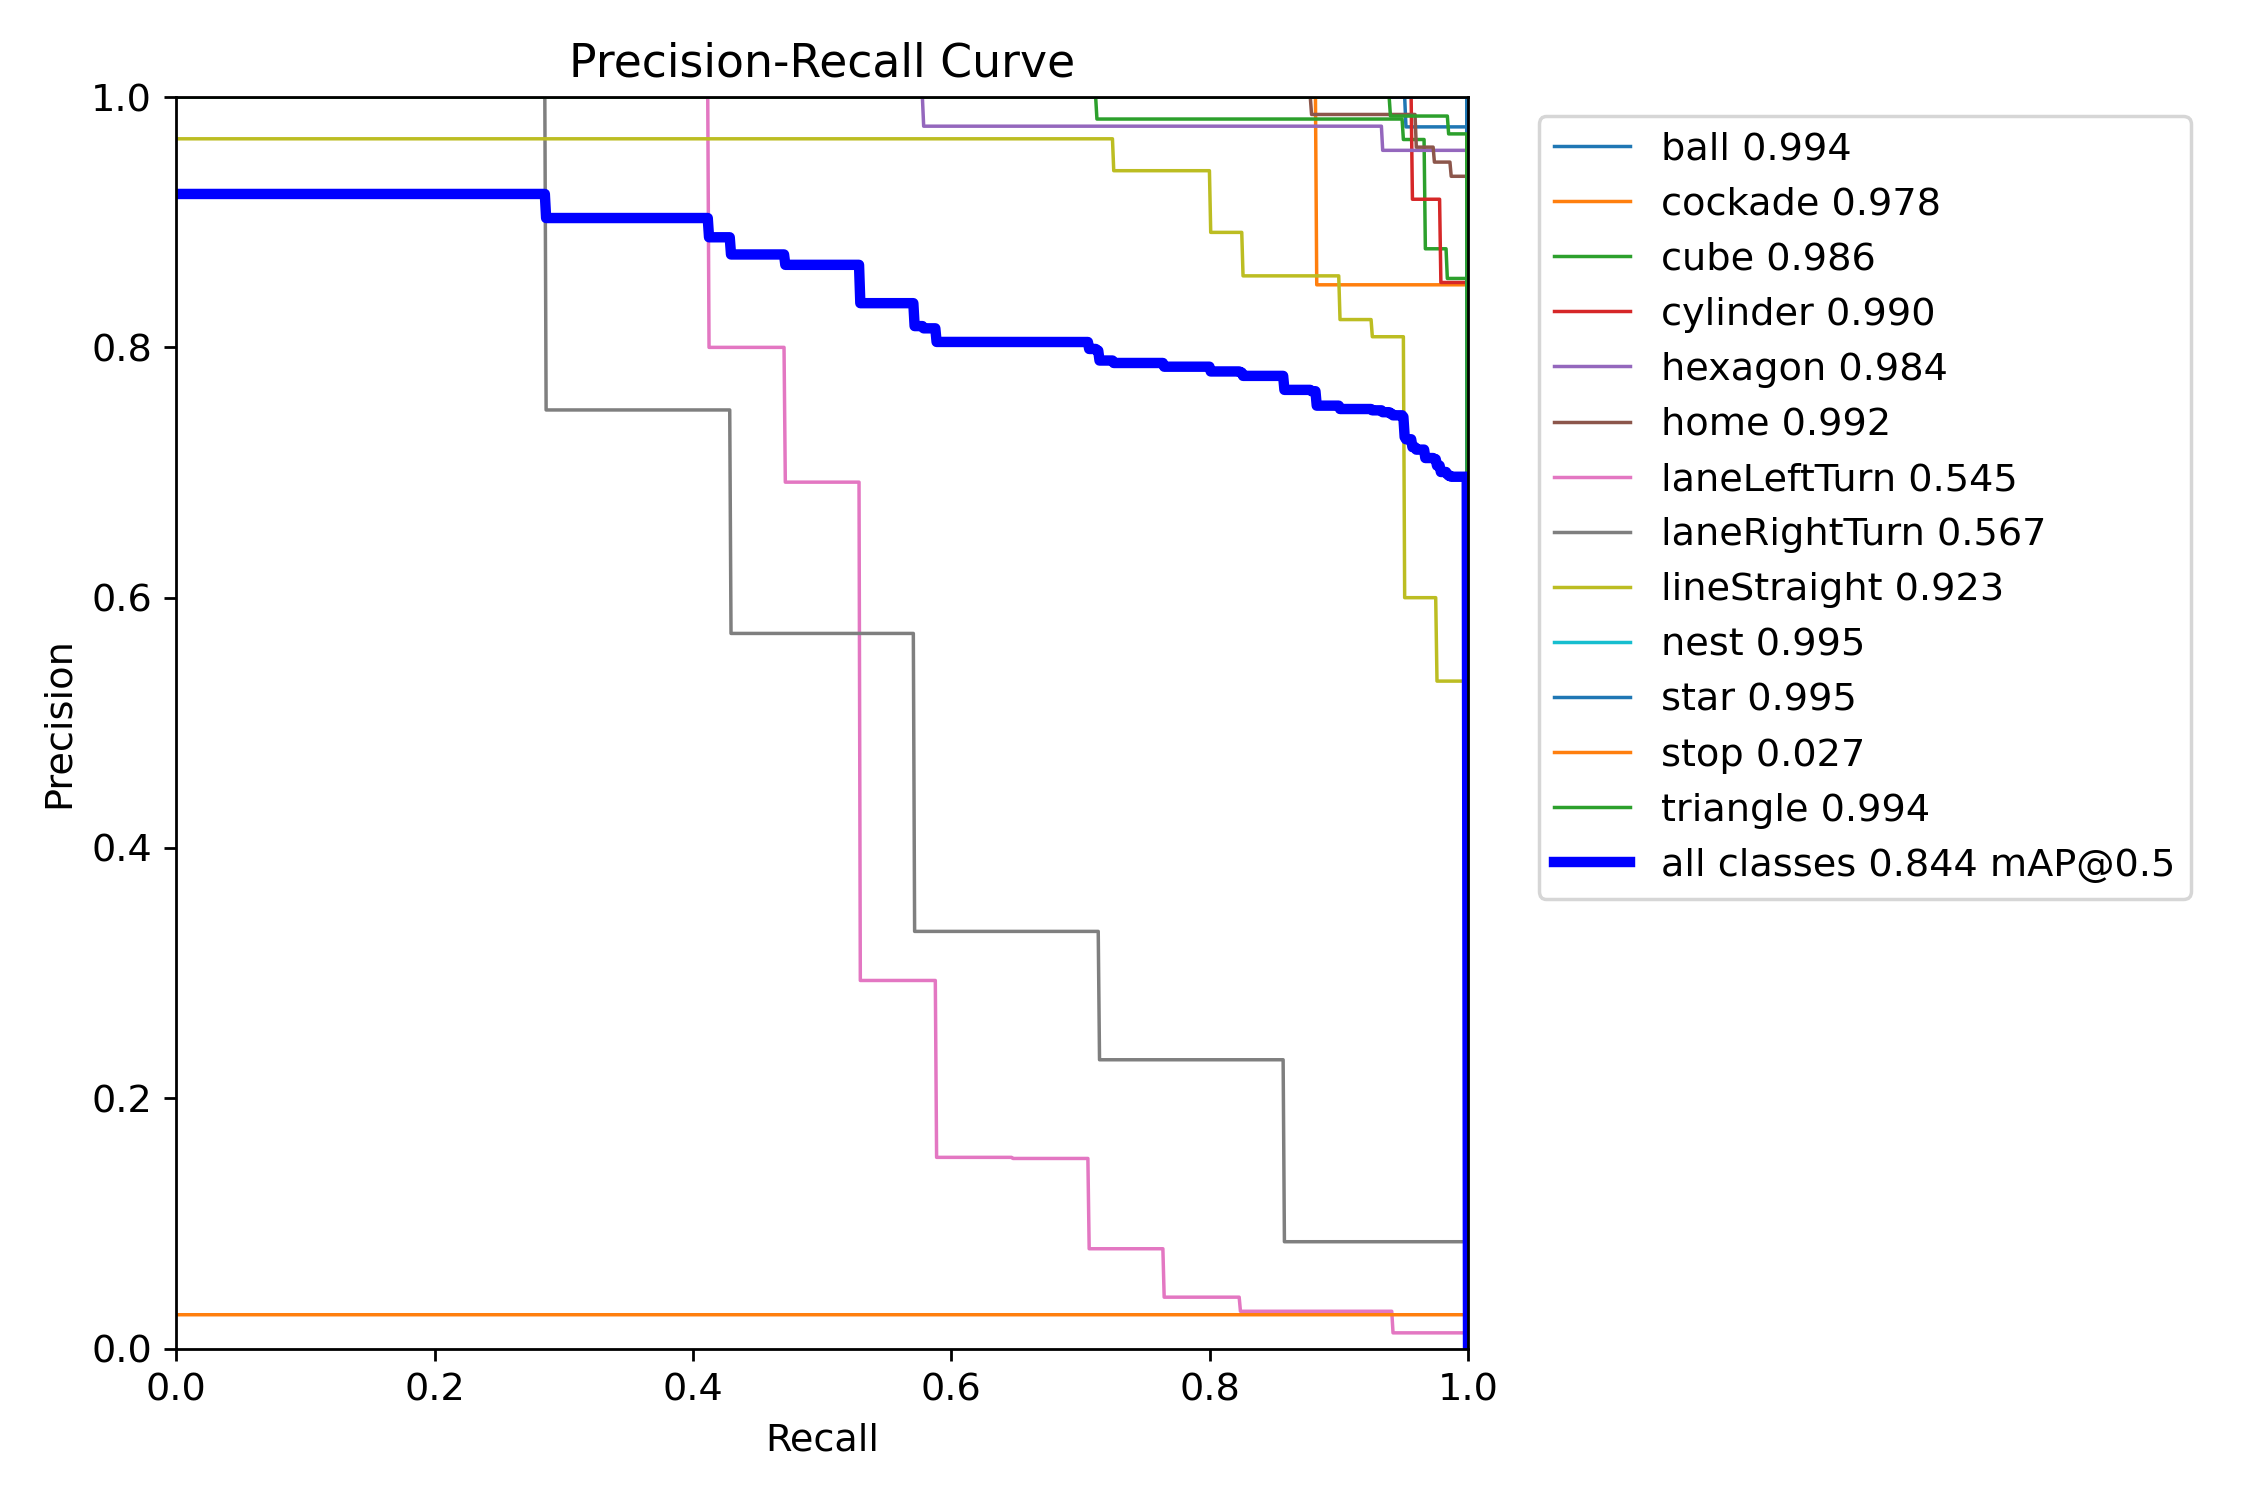 Precision-Recall Curve
1.0
0.8
0.6
0.4
0.2
0.0
Precision
0.0 0.2 0.4 0.6 0.8 1.0
Recall
ball 0.994
cockade 0.978
cube 0.986
cylinder 0.990
hexagon 0.984
home 0.992
laneLeftTurn 0.545
laneRightTurn 0.567
lineStraight 0.923
nest 0.995
star 0.995
stop 0.027
triangle 0.994
all classes 0.844 mAP@0.5